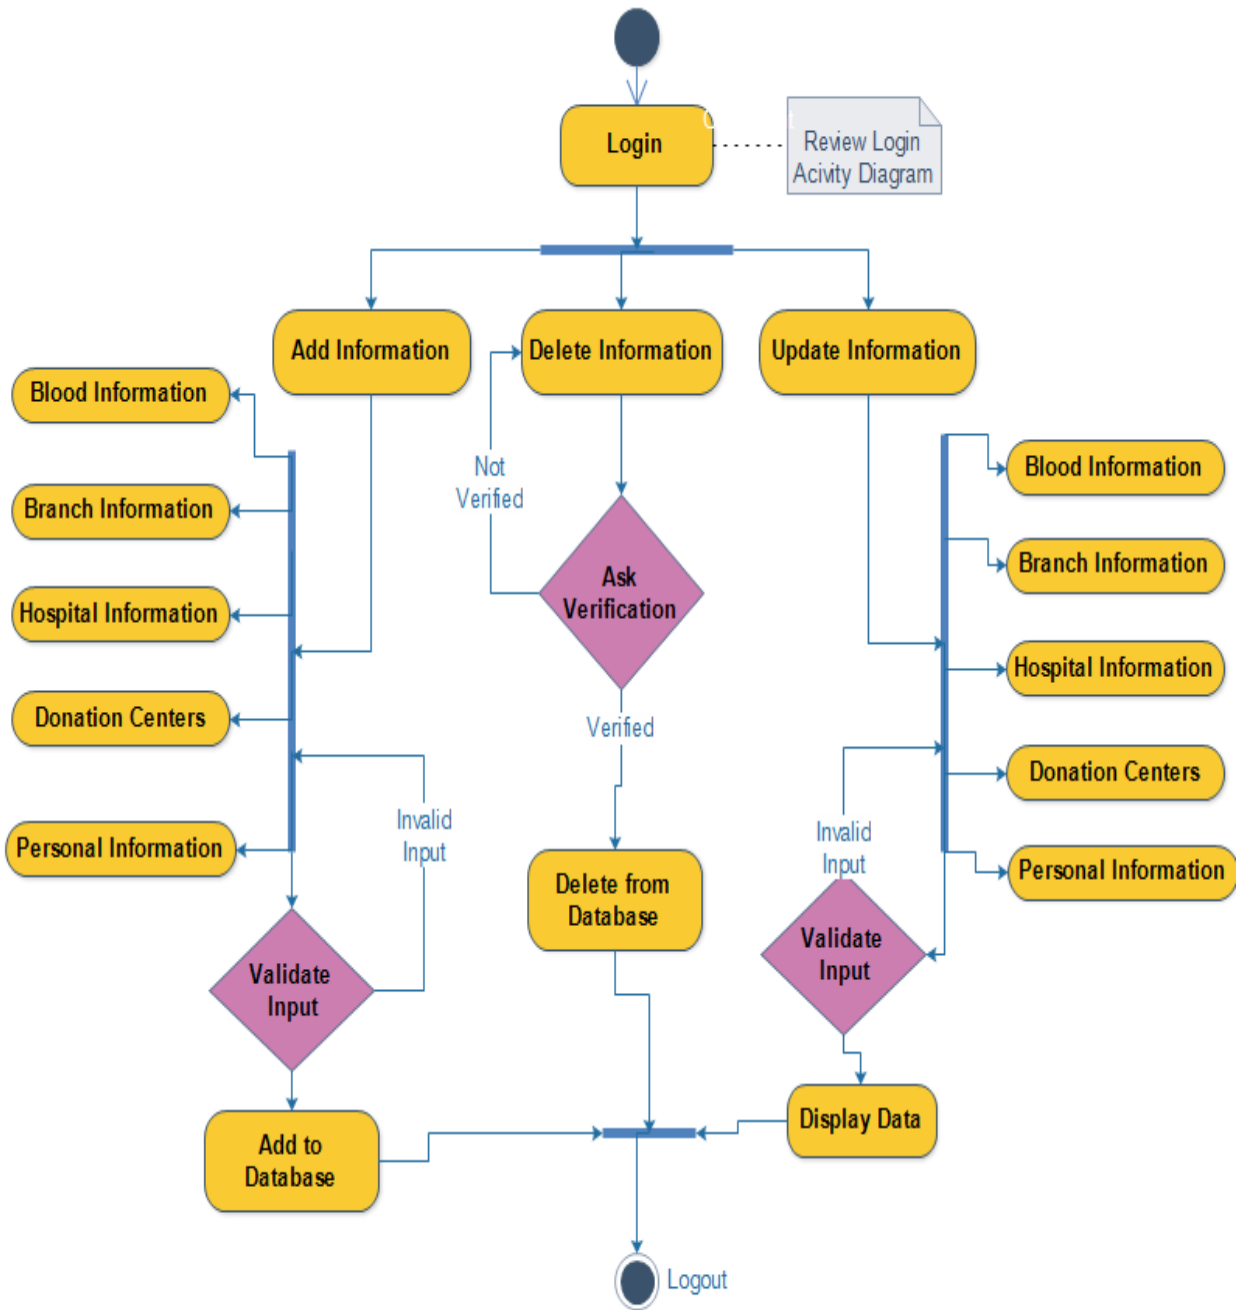 Login
Review Login
Acivity Diagram
Add Information
Delete Information
Update Information
Blood Information
Branch Information
Hospital Information
Donation Centers
Personal Information
Not
Verified
Ask
Verification
Verified
Blood Information
Branch Information
Hospital Information
Donation Centers
Personal Information
Invalid
Input
Invalid
Input
Delete from
Database
Validate
Input
Validate
Input
Add to
Database
Display Data
Logout